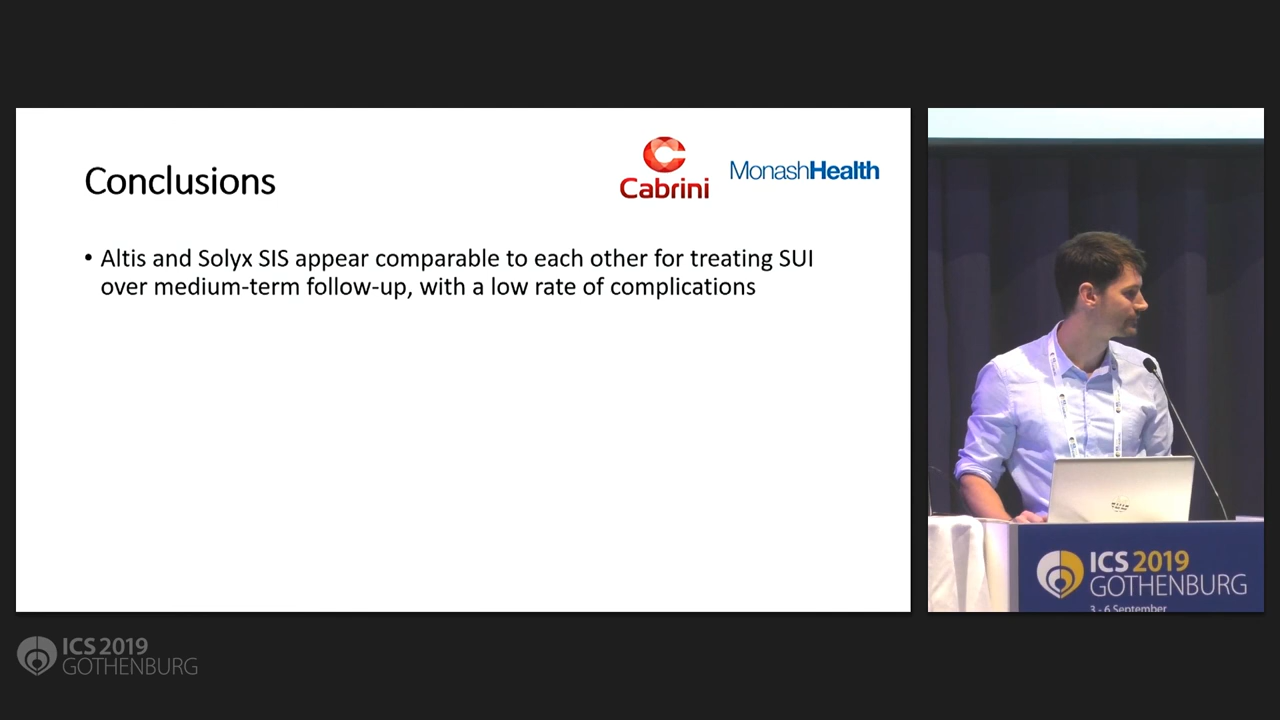 Conclusions
Cabrini
MonashHealth
• Altis and Solyx SIS appear comparable to each other for treating SUI
over medium-term follow-up, with a low rate of complications
ICS 2019
GOTHENBURG
3 - 6 September
ICS 2019
GOTHENBURG